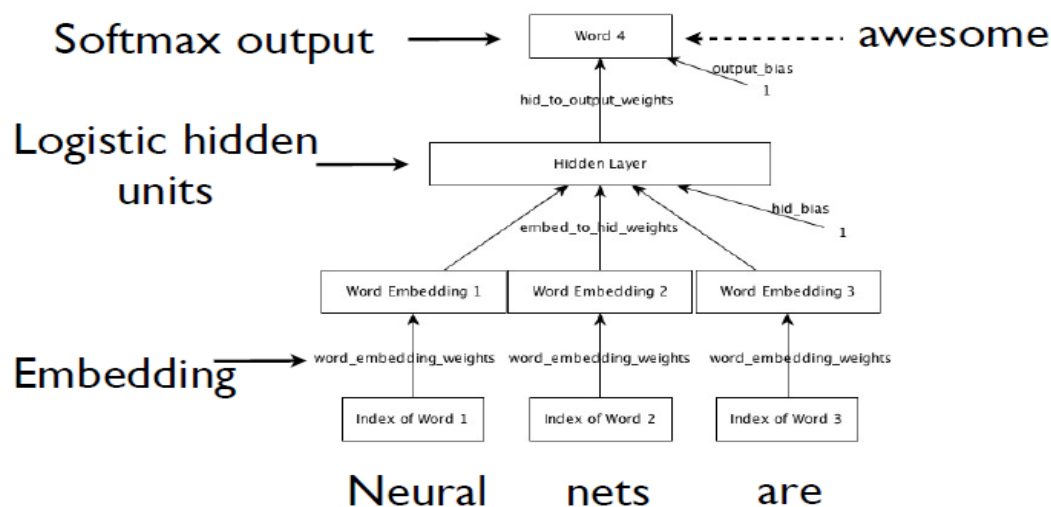 Softmax output
Word 4
awesome
output_bias
1
hid_to_output_weights
Logistic hidden
units
Hidden Layer
hid_bias
1
embed_to_hid_weights
Word Embedding 1
Word Embedding 2
Word Embedding 3
Embedding
word_embedding_weights
word_embedding_weights
word_embedding_weights
Index of Word 1
Index of Word 2
Index of Word 3
Neural nets are